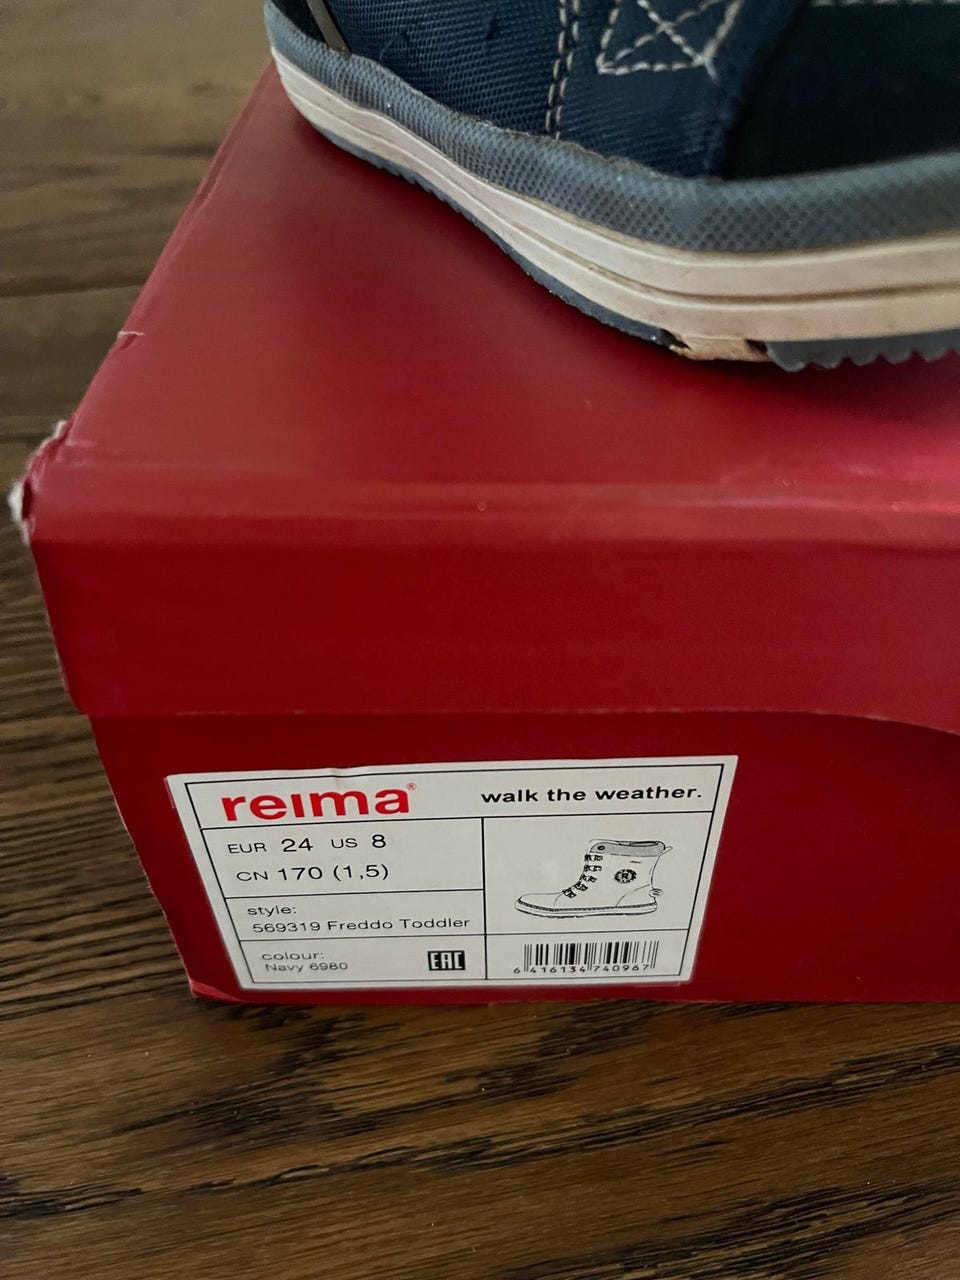 reima®
walk the weather.
EUR 24 US 8
CN 170 (1,5)
style:
569319 Freddo Toddler
colour:
Navy 6980
EAC
6 416134 740967